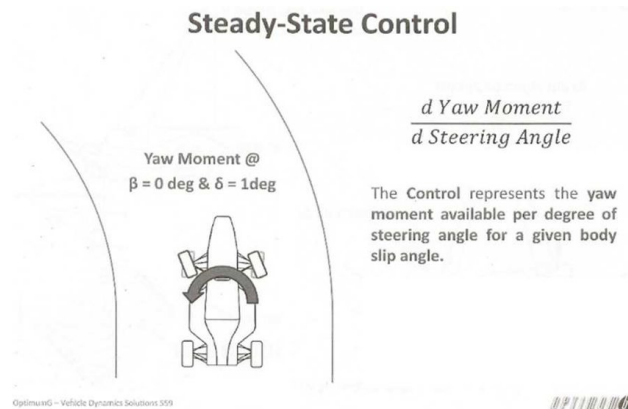 Steady-State Control
d Yaw Moment
d Steering Angle
Yaw Moment @
β = 0 deg & δ = 1deg
The Control represents the yaw
moment available per degree of
steering angle for a given body
slip angle.
OptimumG – Vehicle Dynamics Solutions 559